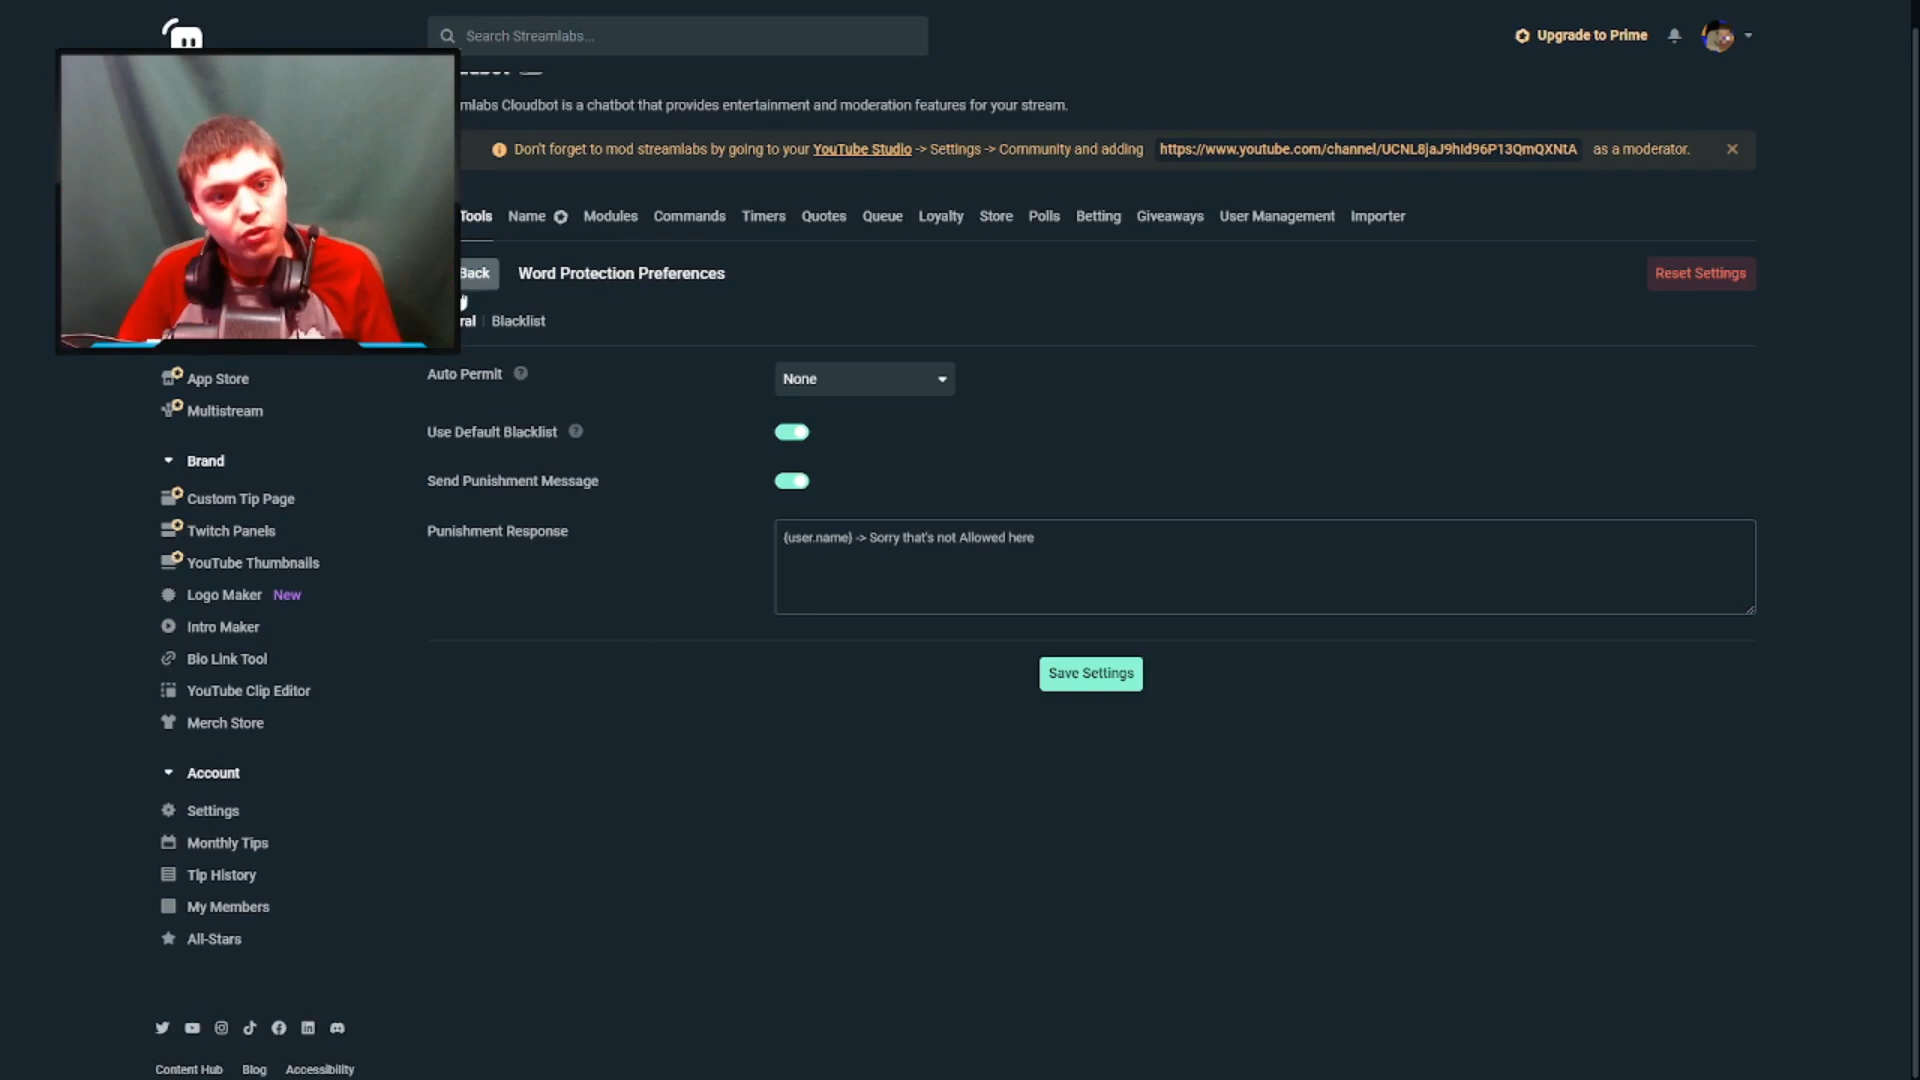 Search Streamlabs...
Upgrade to Prime
mlabs Cloudbot is a chatbot that provides entertainment and moderation features for your stream.
Don't forget to mod streamlabs by going to your YouTube Studio -> Settings -> Community and adding https://www.youtube.com/channel/UCNL8jaJ9hId96P13QmQXNtA as a moderator.
Tools Name Modules Commands Timers Quotes Queue Loyalty Store Polls Betting Giveaways User Management Importer
Back Word Protection Preferences Reset Settings
ral Blacklist
Auto Permit None
Use Default Blacklist
Send Punishment Message
Punishment Response
{user.name} -> Sorry that's not Allowed here
Save Settings
App Store
Multistream
Brand
Custom Tip Page
Twitch Panels
YouTube Thumbnails
Logo Maker New
Intro Maker
Bio Link Tool
YouTube Clip Editor
Merch Store
Account
Settings
Monthly Tips
Tip History
My Members
All-Stars
Content Hub Blog Accessibility